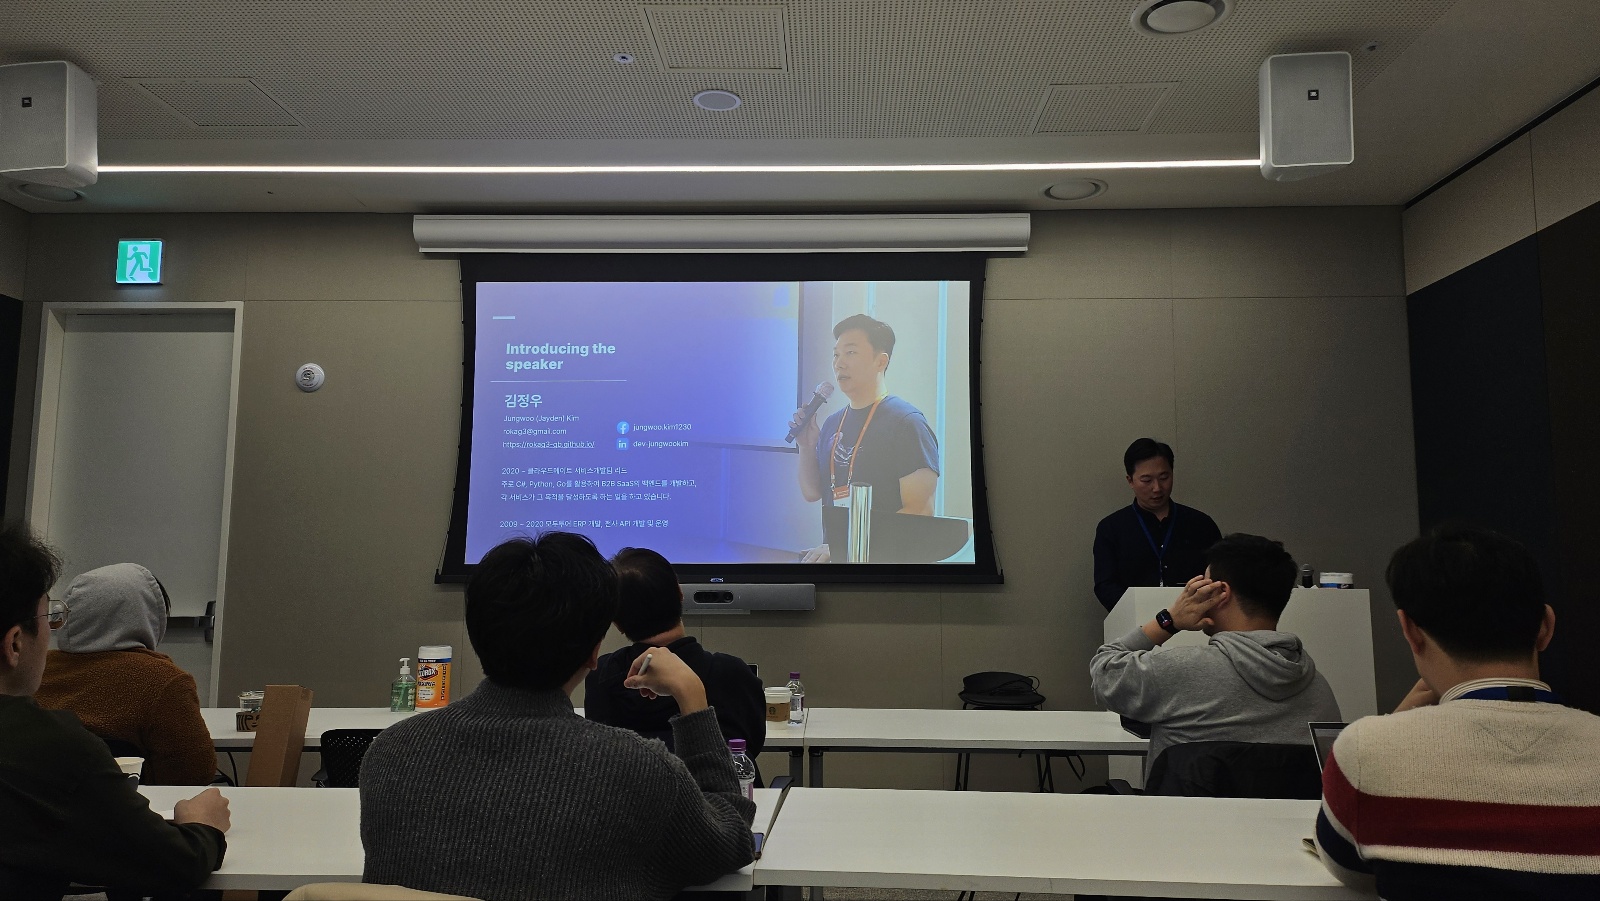 Introducing the
speaker
김정우
Jungwoo (Jayden) Kim
rokag3@gmail.com
https://rokag3-gb.github.io/
jungwoo.kim1230
dev-jungwookim
2020 – 클라우드메이트 서비스개발팀 리드
주로 C#, Python, Go를 활용하여 B2B SaaS의 백엔드를 개발하고,
각 서비스가 그 목적을 달성하도록 하는 일을 하고 있습니다.
2009 – 2020 모두투어 ERP 개발, 전사 API 개발 및 운영